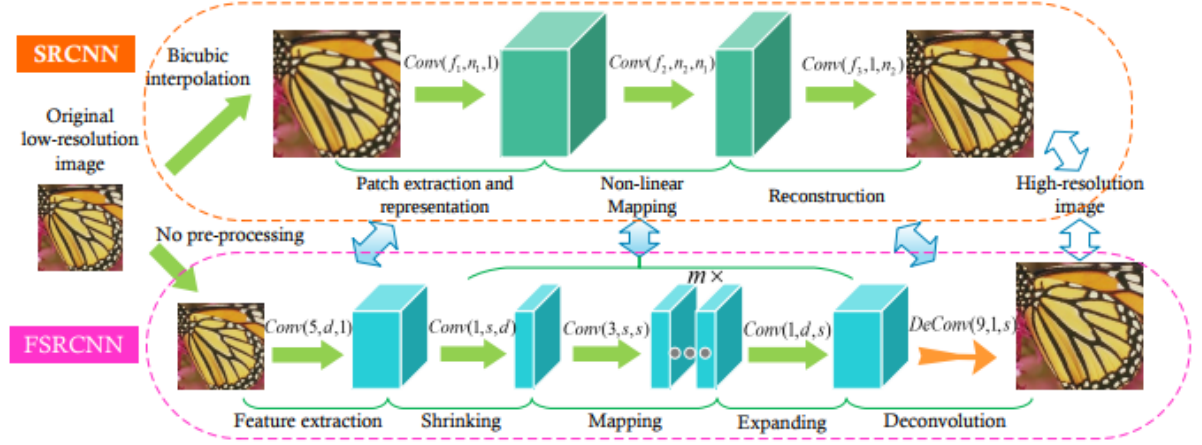 SRCNN
Bicubic
interpolation
Original
low-resolution
image
Conv(f₁,n₁,1)
Conv(f₂,n₂,n₁)
Conv(f₃,1,n₂)
Patch extraction and
representation
Non-linear
Mapping
Reconstruction
High-resolution
image
No pre-processing
FSRCNN
m×
Conv(5,d,1)
Conv(1,s,d)
Conv(3,s,s)
Conv(1,d,s)
DeConv(9,1,s)
Feature extraction
Shrinking
Mapping
Expanding
Deconvolution